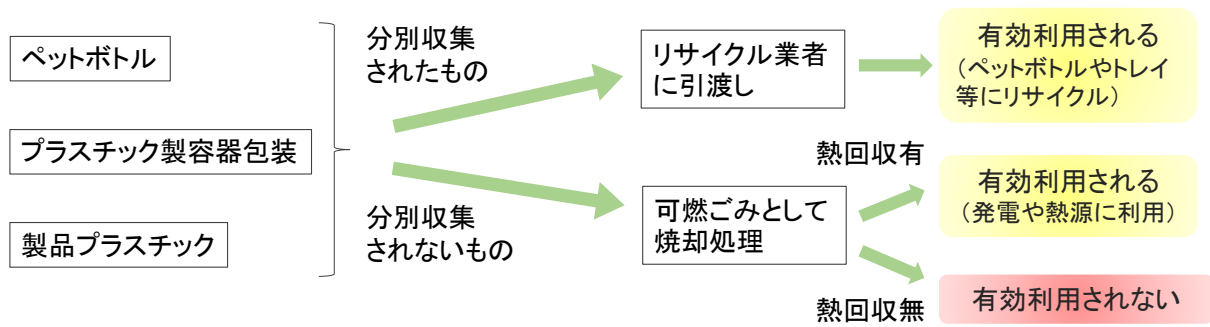 ペットボトル
プラスチック製容器包装
製品プラスチック
分別収集
されたもの
分別収集
されないもの
リサイクル業者
に引渡し
可燃ごみとして
焼却処理
熱回収有
熱回収無
有効利用される
（ペットボトルやトレイ
等にリサイクル）
有効利用される
（発電や熱源に利用）
有効利用されない